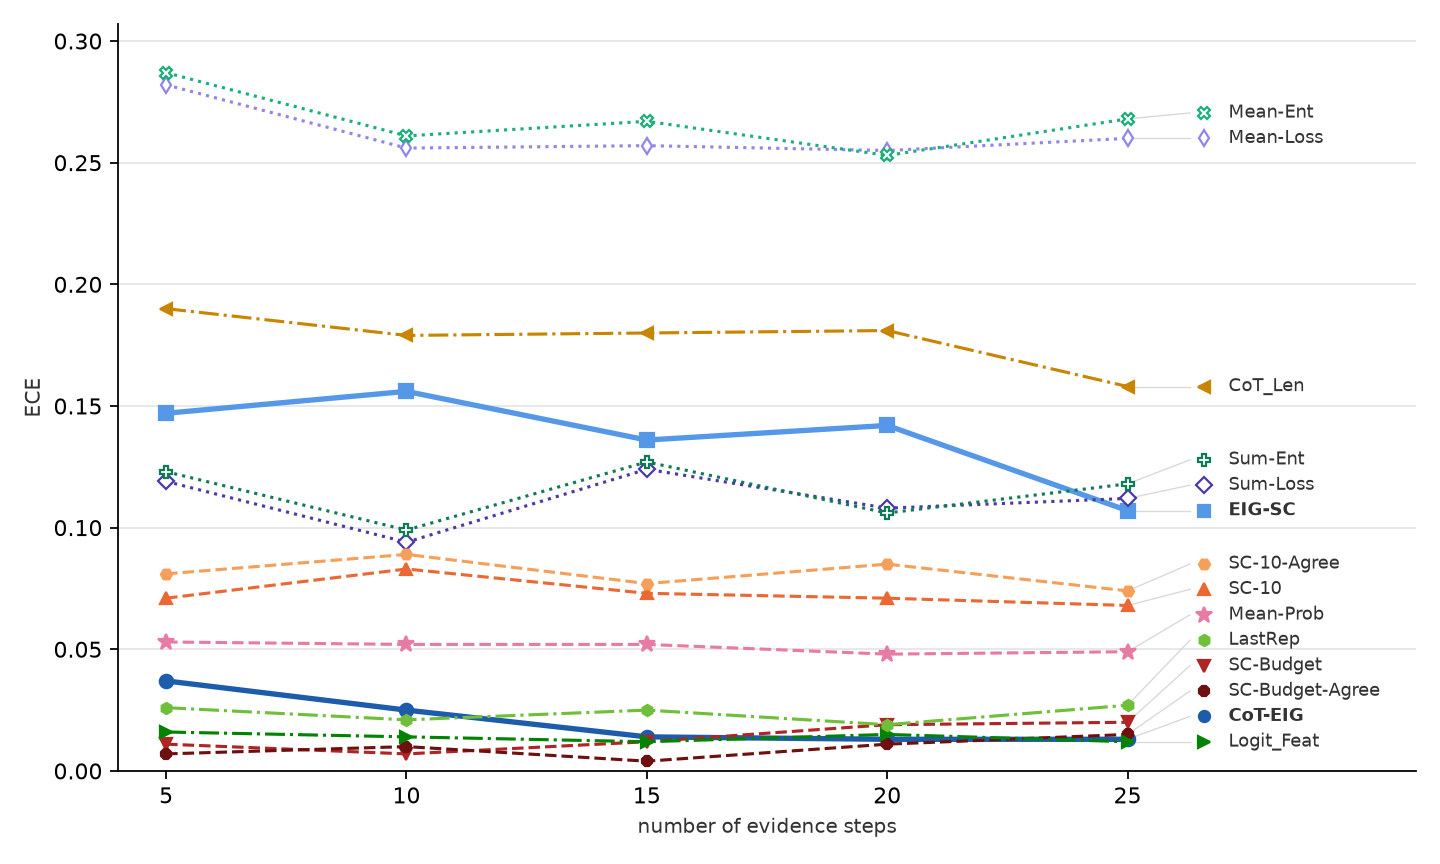 0.30
0.25
0.20
0.15
0.10
0.05
0.00
ECE
5 10 15 20 25
number of evidence steps
Mean-Ent
Mean-Loss
CoT_Len
Sum-Ent
Sum-Loss
EIG-SC
SC-10-Agree
SC-10
Mean-Prob
LastRep
SC-Budget
SC-Budget-Agree
CoT-EIG
Logit_Feat